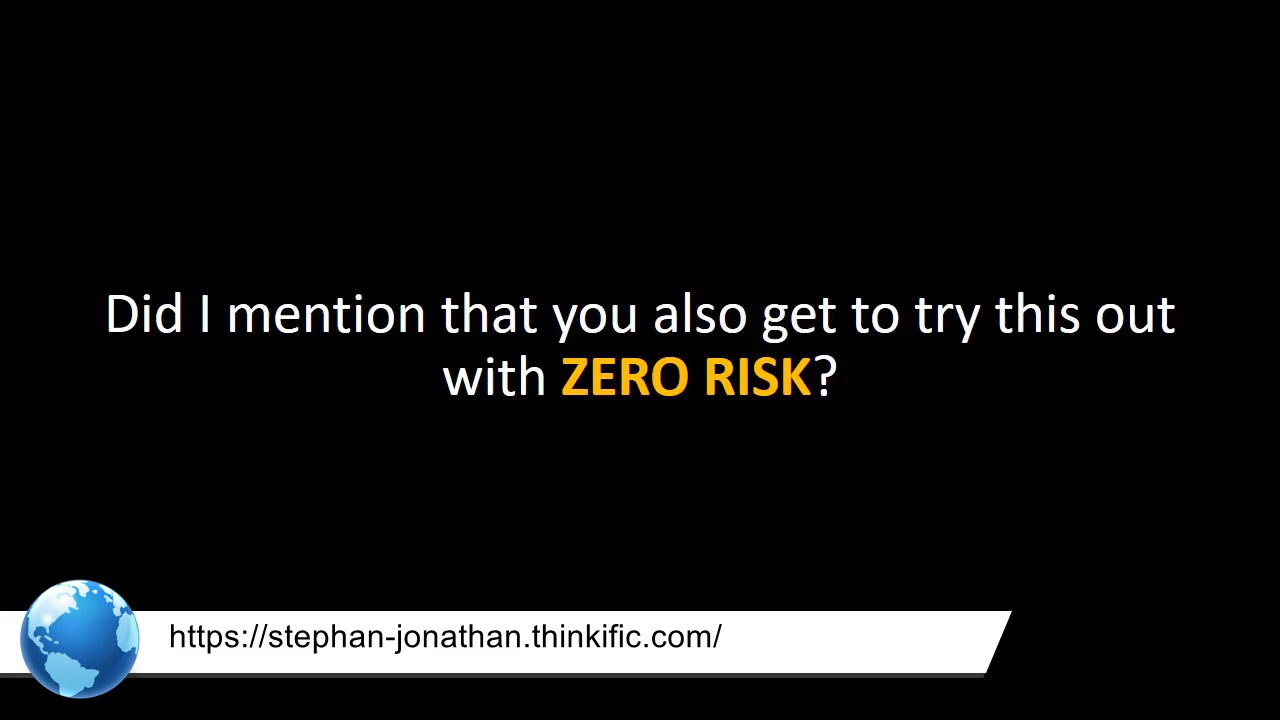 Did I mention that you also get to try this out
with ZERO RISK?
https://stephan-jonathan.thinkific.com/